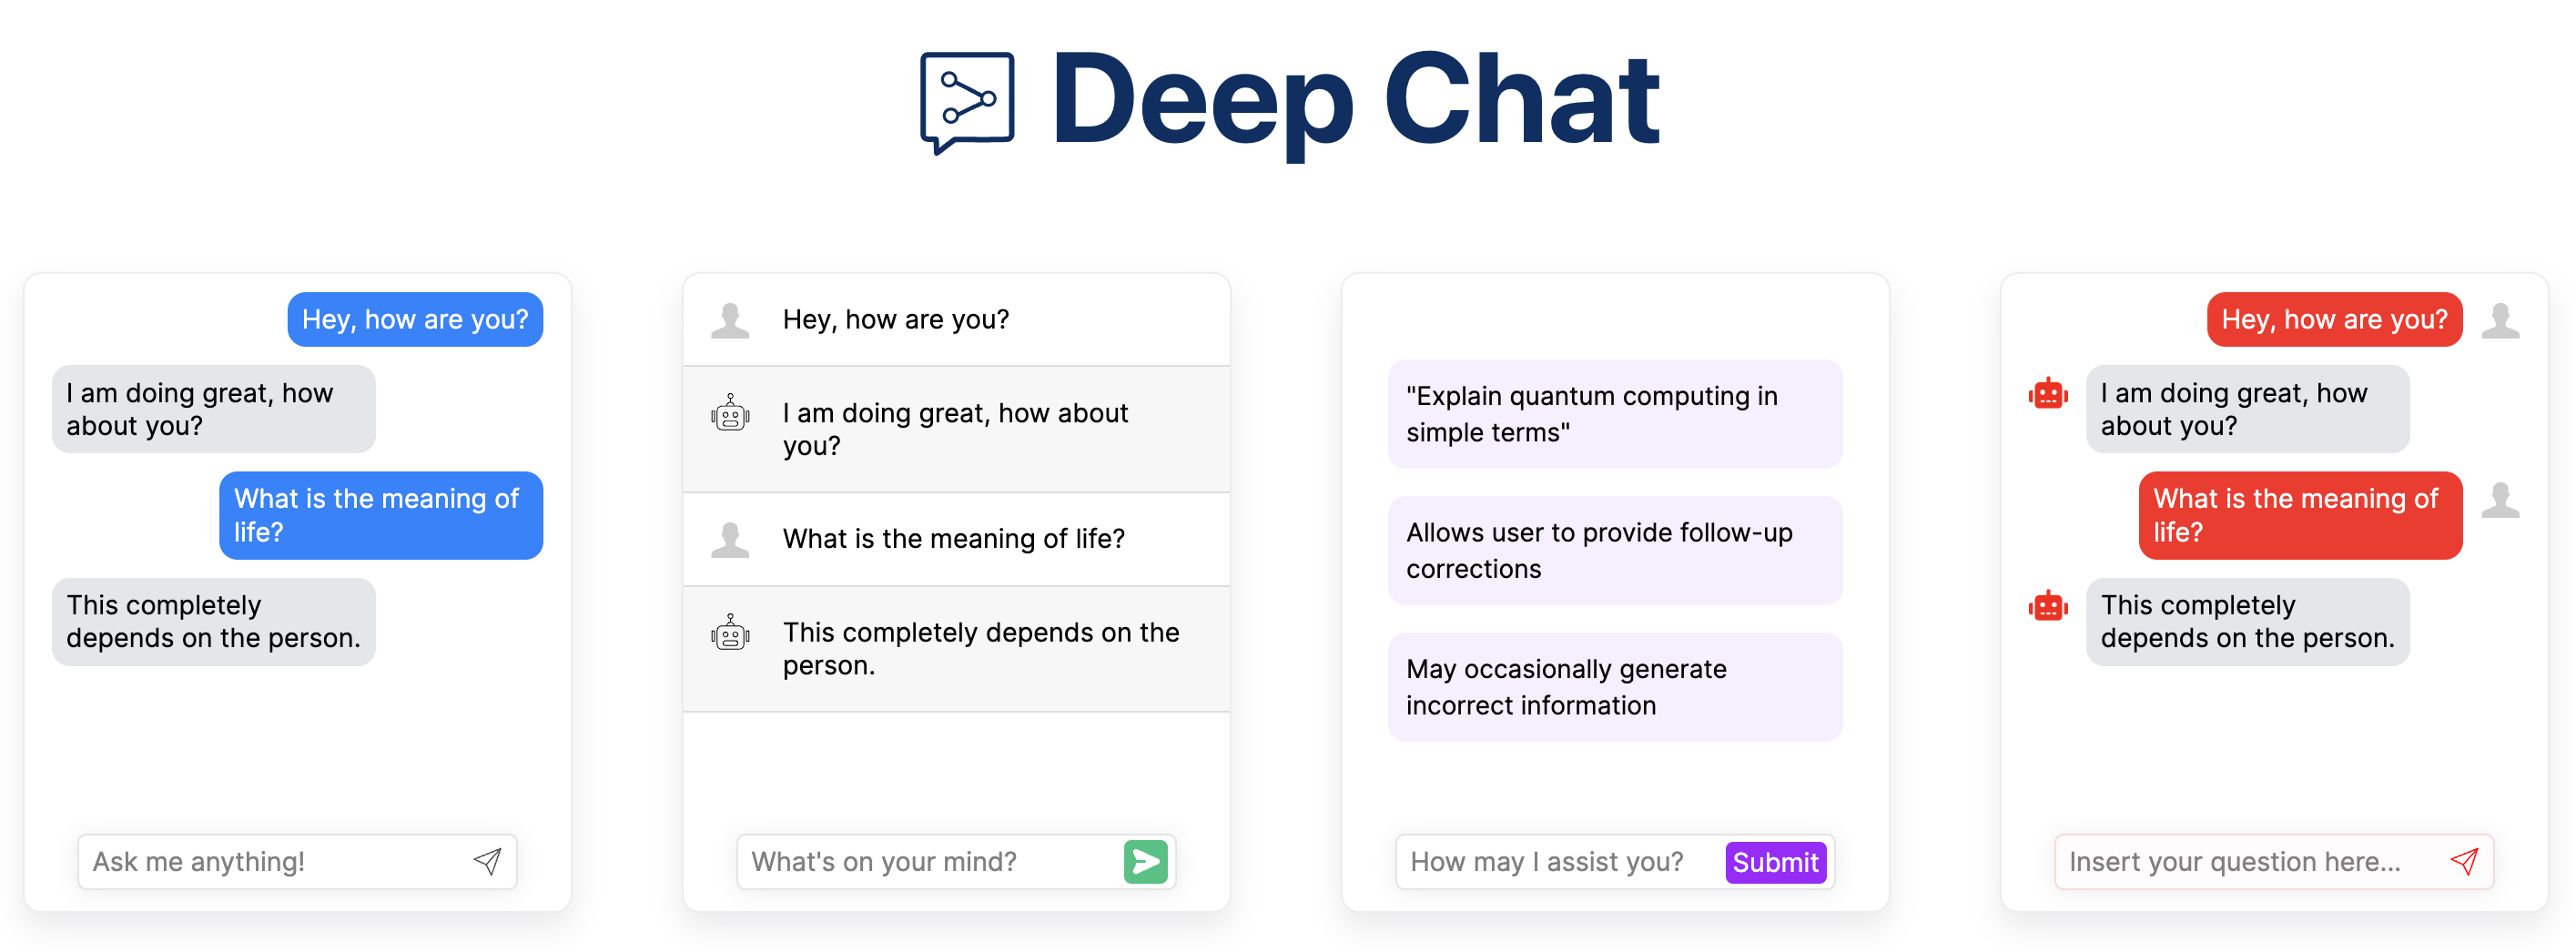 Deep Chat
Hey, how are you?
I am doing great, how
about you?
What is the meaning of
life?
This completely
depends on the person.
Ask me anything!
Hey, how are you?
I am doing great, how about
you?
What is the meaning of life?
This completely depends on the
person.
What's on your mind?
"Explain quantum computing in
simple terms"
Allows user to provide follow-up
corrections
May occasionally generate
incorrect information
How may I assist you?
Submit
Hey, how are you?
I am doing great, how
about you?
What is the meaning of
life?
This completely
depends on the person.
Insert your question here...